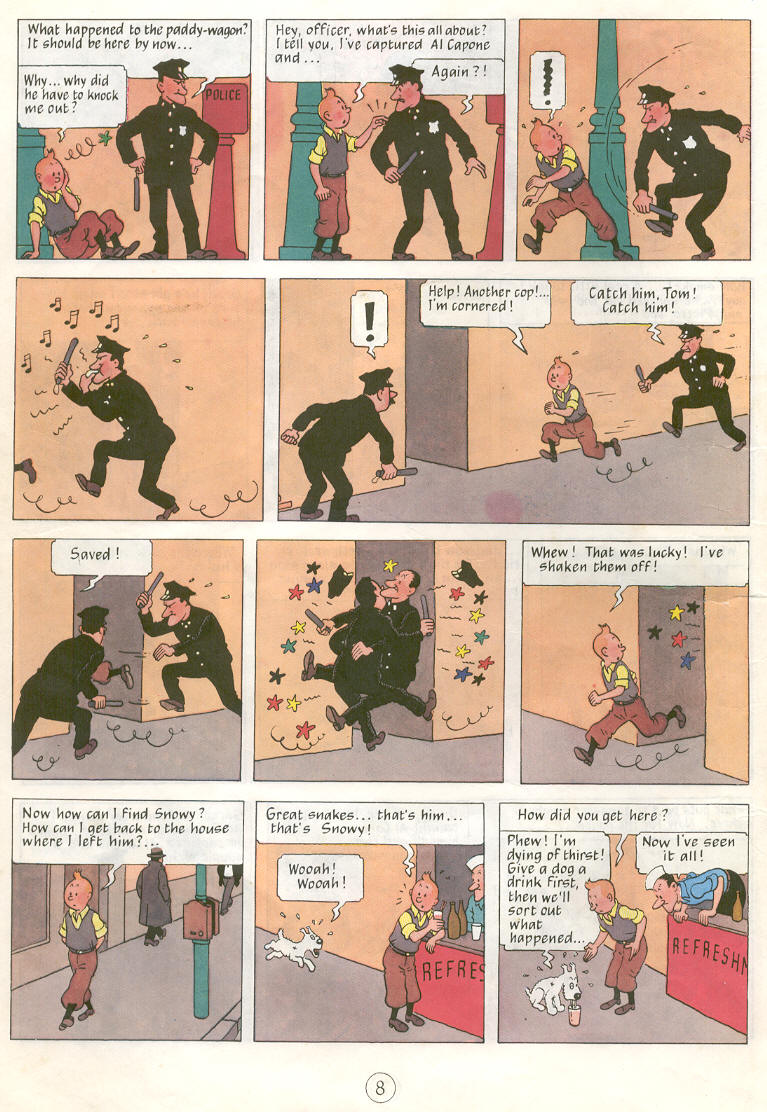 What happened to the paddy-wagon?
It should be here by now...
Why... why did
he have to knock
me out?
POLICE
Hey, officer, what's this all about?
I tell you, I've captured Al Capone
and ...
Again?!
!
Help! Another cop!...
I'm cornered!
Catch him, Tom!
Catch him!
Saved!
Whew! That was lucky! I've
shaken them off!
Now how can I find Snowy?
How can I get back to the house
where I left him?...
Great snakes... that's him...
that's Snowy!
Wooah!
Wooah!
REFRES
How did you get here?
Phew! I'm
dying of thirst!
Give a dog a
drink first,
then we'll
sort out
what
happened...
Now I've seen
it all!
REFRESHM
8